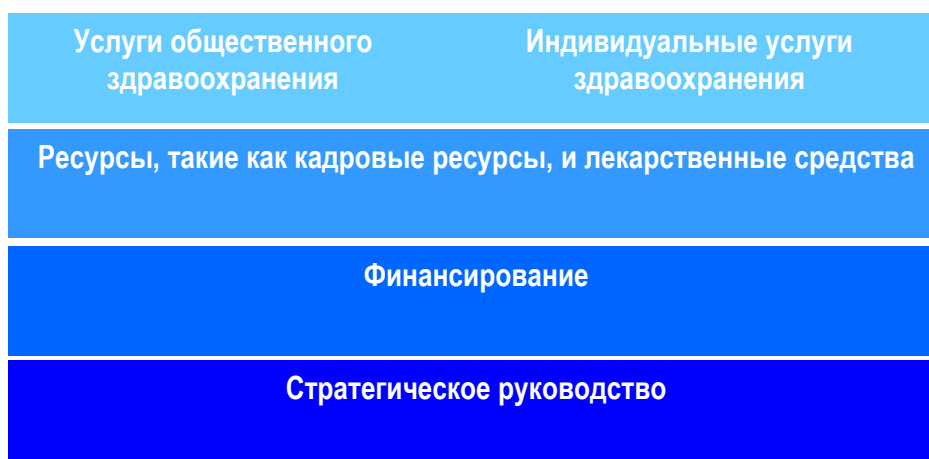 Услуги общественного
здравоохранения
Индивидуальные услуги
здравоохранения
Ресурсы, такие как кадровые ресурсы, и лекарственные средства
Финансирование
Стратегическое руководство